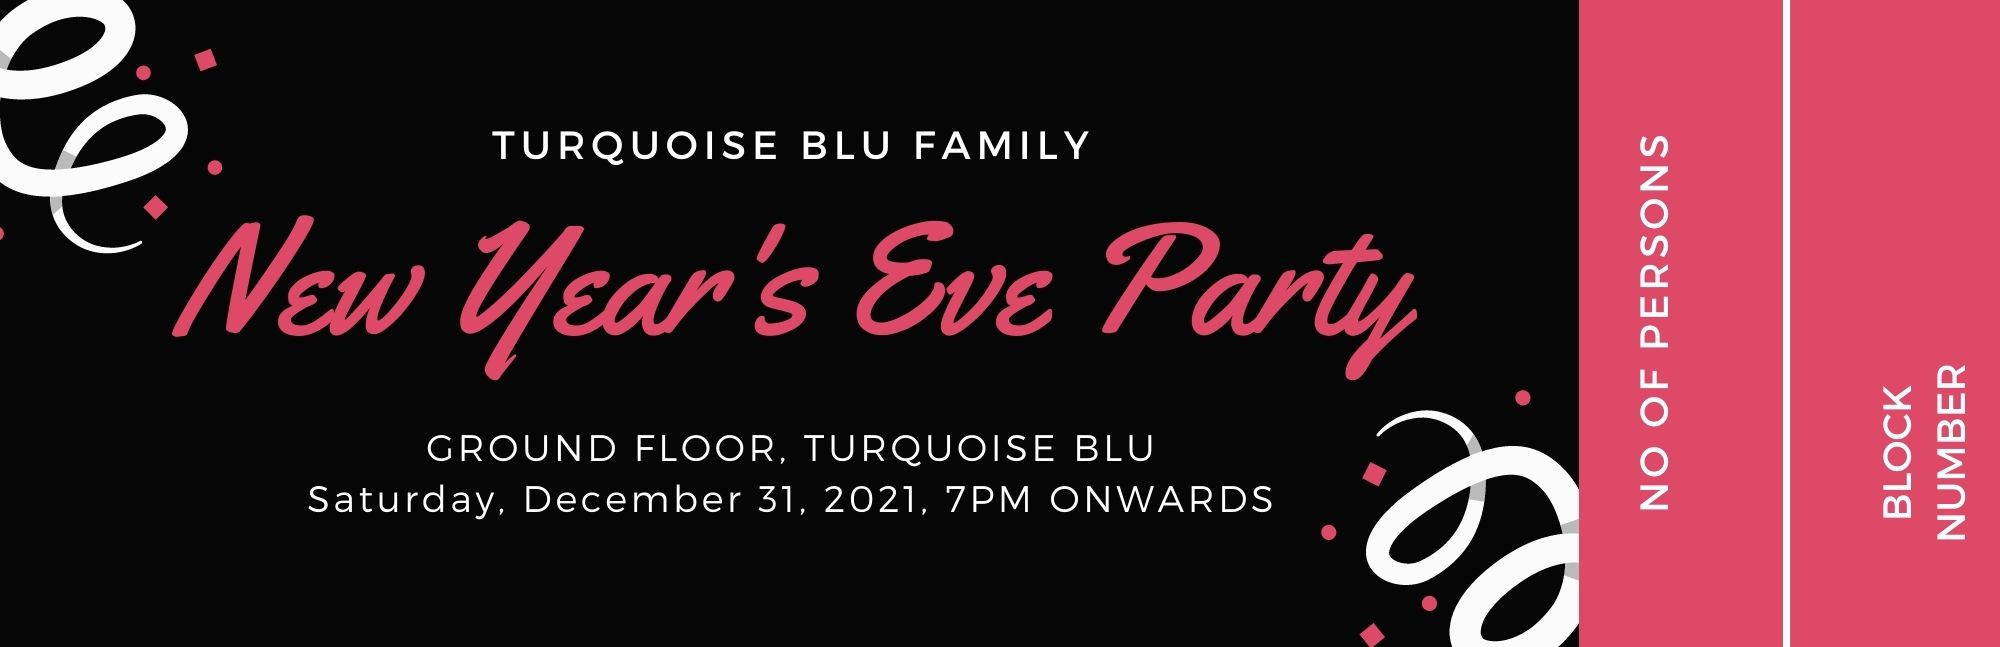 TURQUOISE BLU FAMILY
New Year's Eve Party
GROUND FLOOR, TURQUOISE BLU
Saturday, December 31, 2021, 7PM ONWARDS
NO OF PERSONS
BLOCK
NUMBER